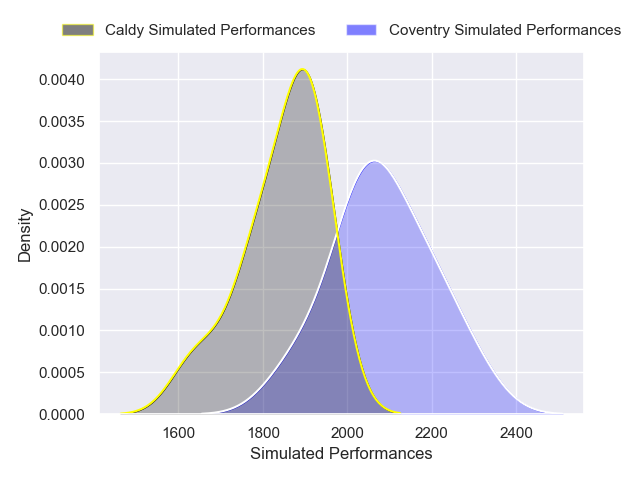 Caldy Simulated Performances Coventry Simulated Performances
0.0040
0.0035
0.0030
0.0025
0.0020
0.0015
0.0010
0.0005
0.0000
Density
1600 1800 2000 2200 2400
Simulated Performances